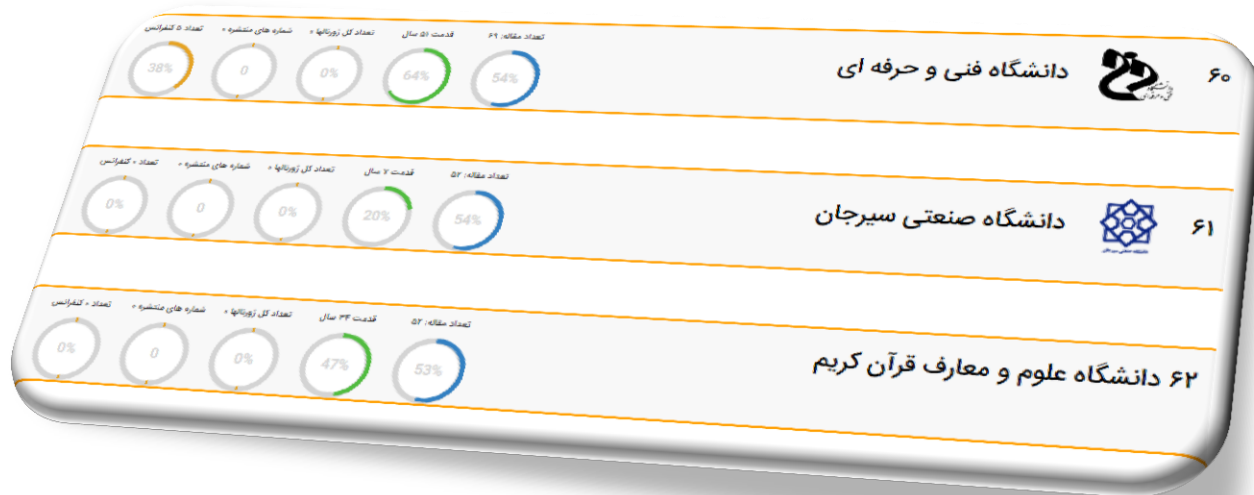 ۶۰
دانشگاه فنی و حرفه ای
تعداد مقاله: ۶۹
54%
قدمت ۵۱ سال
64%
تعداد کل ژورنالها ۰
0%
شماره های منتشره ۰
0
تعداد ۵ کنفرانس
38%
۶۱
دانشگاه صنعتی سیرجان
دانشگاه صنعتی سیرجان
تعداد مقاله: ۵۲
54%
قدمت ۷ سال
20%
تعداد کل ژورنالها ۰
0%
شماره های منتشره ۰
0
تعداد ۰ کنفرانس
0%
۶۲ دانشگاه علوم و معارف قرآن کریم
تعداد مقاله: ۵۲
53%
قدمت ۳۴ سال
47%
تعداد کل ژورنالها ۰
0%
شماره های منتشره ۰
0
تعداد ۰ کنفرانس
0%